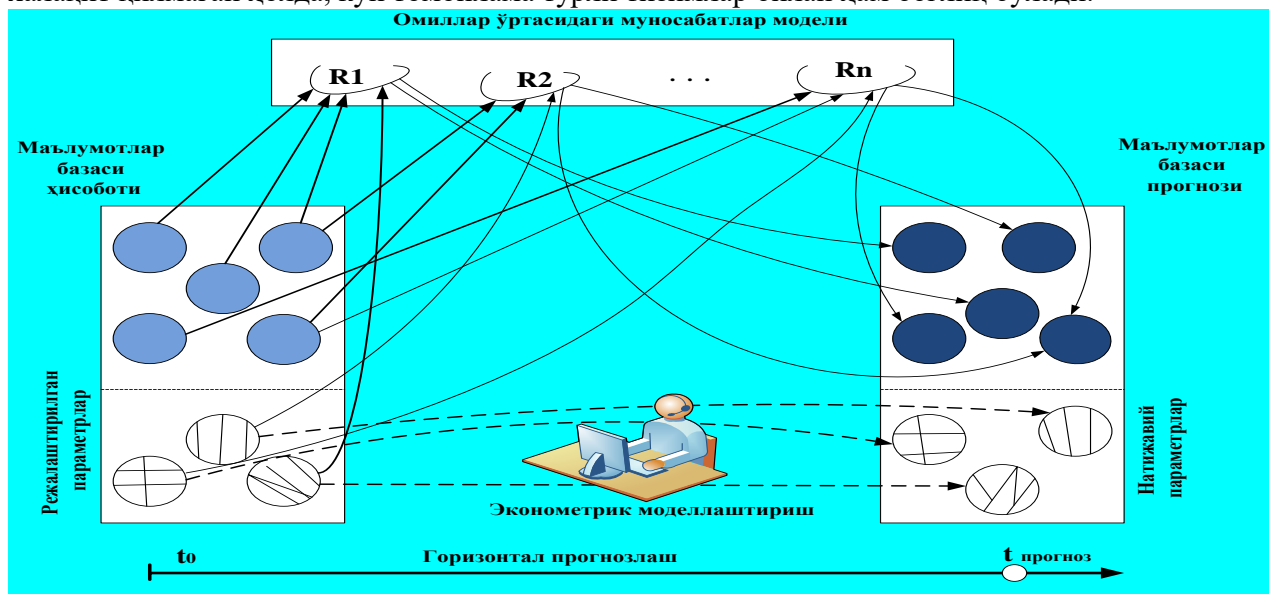 Омиллар ўртасидаги муносабатлар модели
R1
R2
. . .
Rn
Маълумотлар
базаси
ҳисоботи
Маълумотлар
базаси
прогнози
Режалаштирилган
параметрлар
Натижавий
параметрлар
Эконометрик моделлаштириш
t0
Горизонтал прогнозлаш
t прогноз